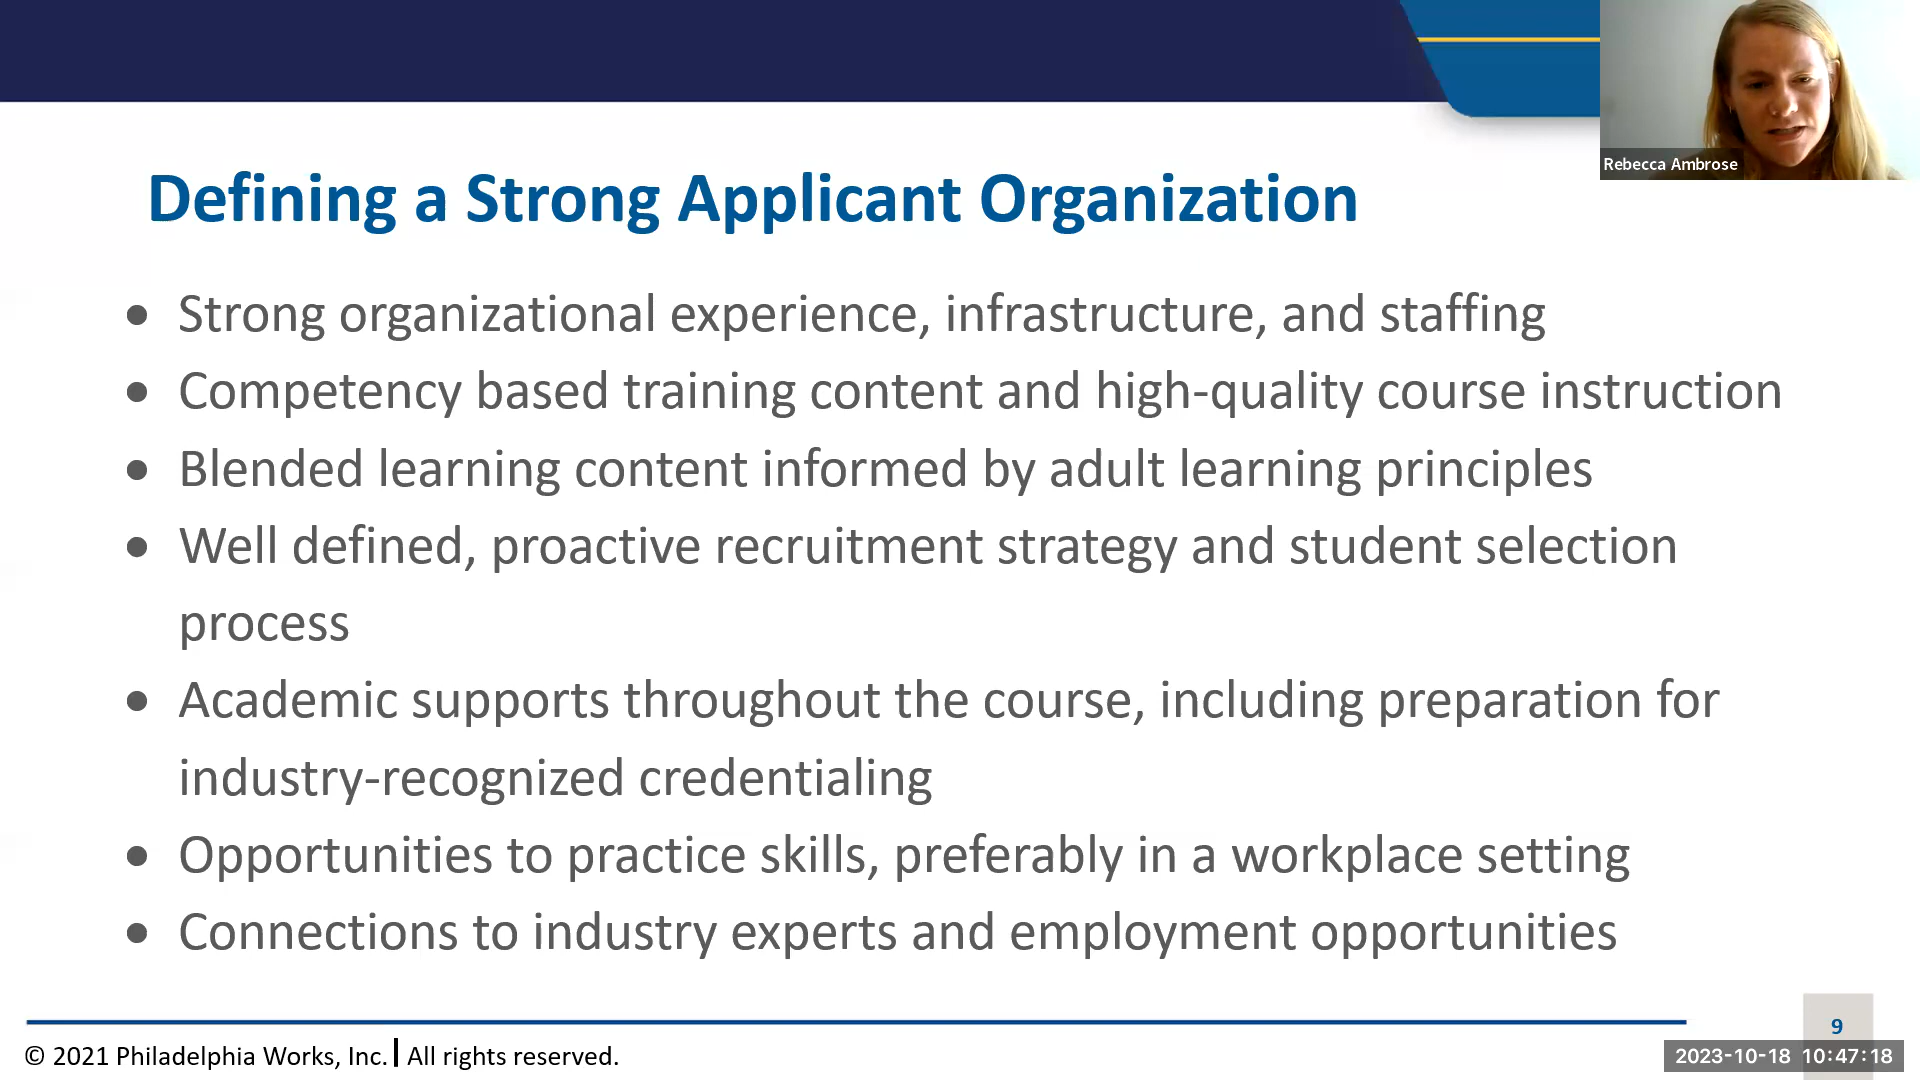 Rebecca Ambrose
Defining a Strong Applicant Organization
● Strong organizational experience, infrastructure, and staffing
● Competency based training content and high-quality course instruction
● Blended learning content informed by adult learning principles
● Well defined, proactive recruitment strategy and student selection
process
● Academic supports throughout the course, including preparation for
industry-recognized credentialing
● Opportunities to practice skills, preferably in a workplace setting
● Connections to industry experts and employment opportunities
9
© 2021 Philadelphia Works, Inc.┃All rights reserved.
2023-10-18 10:47:18